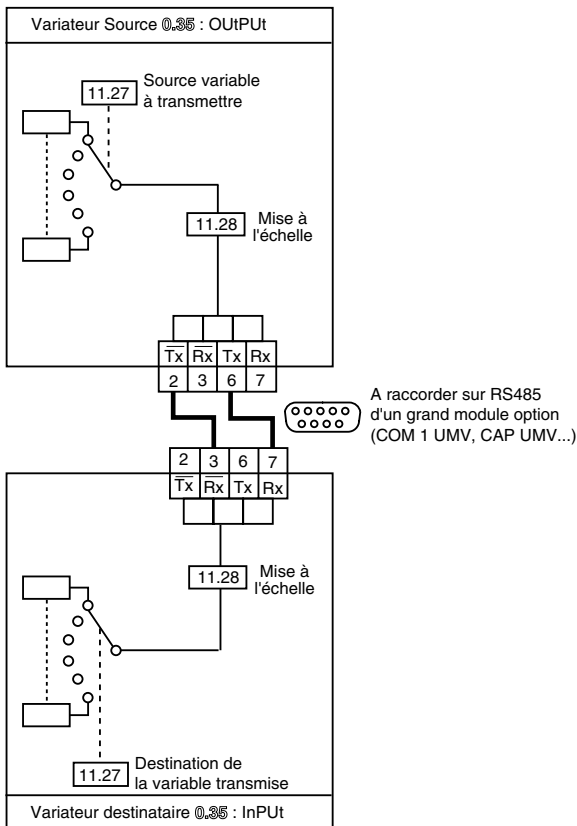 Variateur Source 0.35 : OUtPUt
11.27
Source variable
à transmettre
11.28
Mise à
l'échelle
Tx Rx Tx Rx
2 3 6 7
A raccorder sur RS485
d'un grand module option
(COM 1 UMV, CAP UMV...)
2 3 6 7
Tx Rx Tx Rx
11.28
Mise à
l'échelle
11.27
Destination de
la variable transmise
Variateur destinataire 0.35 : InPUt